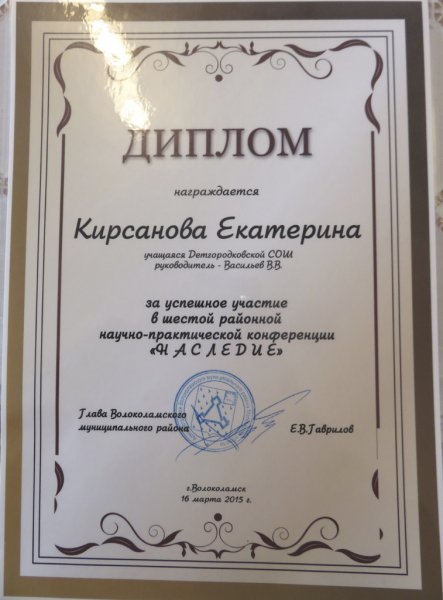 ДИПЛОМ
награждается
Кирсанова Екатерина
учащаяся Детгородковской СОШ
руководитель - Васильев В.В.
за успешное участие
в шестой районной
научно-практической конференции
«Н А С Л Е Д И Е»
Глава Волоколамского
муниципального района
Е.В.Гаврилов
г.Волоколамск
16 марта 2015 г.